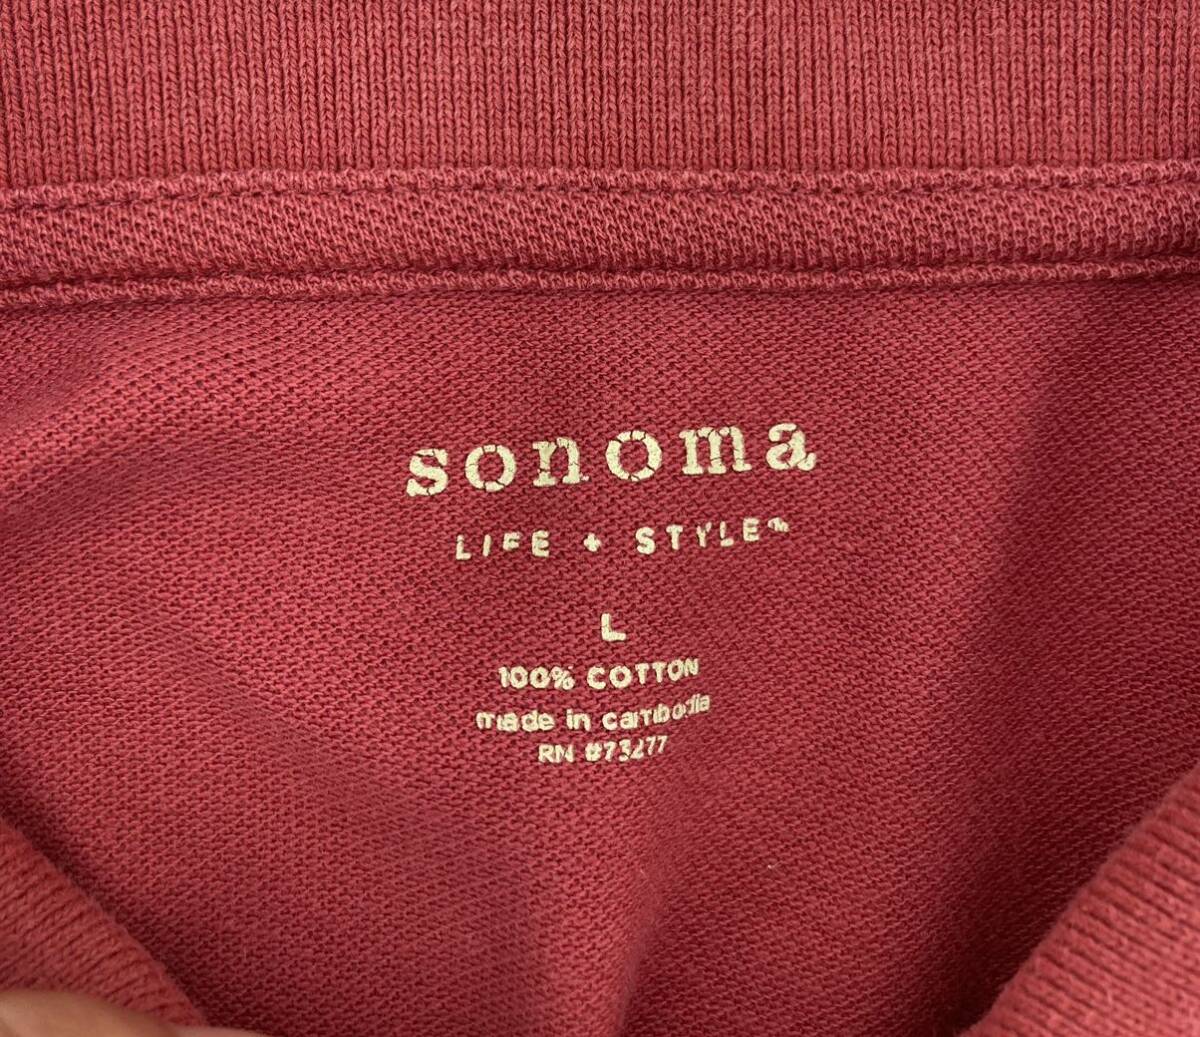 sonoma
LIFE + STYLE™
L
100% COTTON
made in cambodia
RN #73277